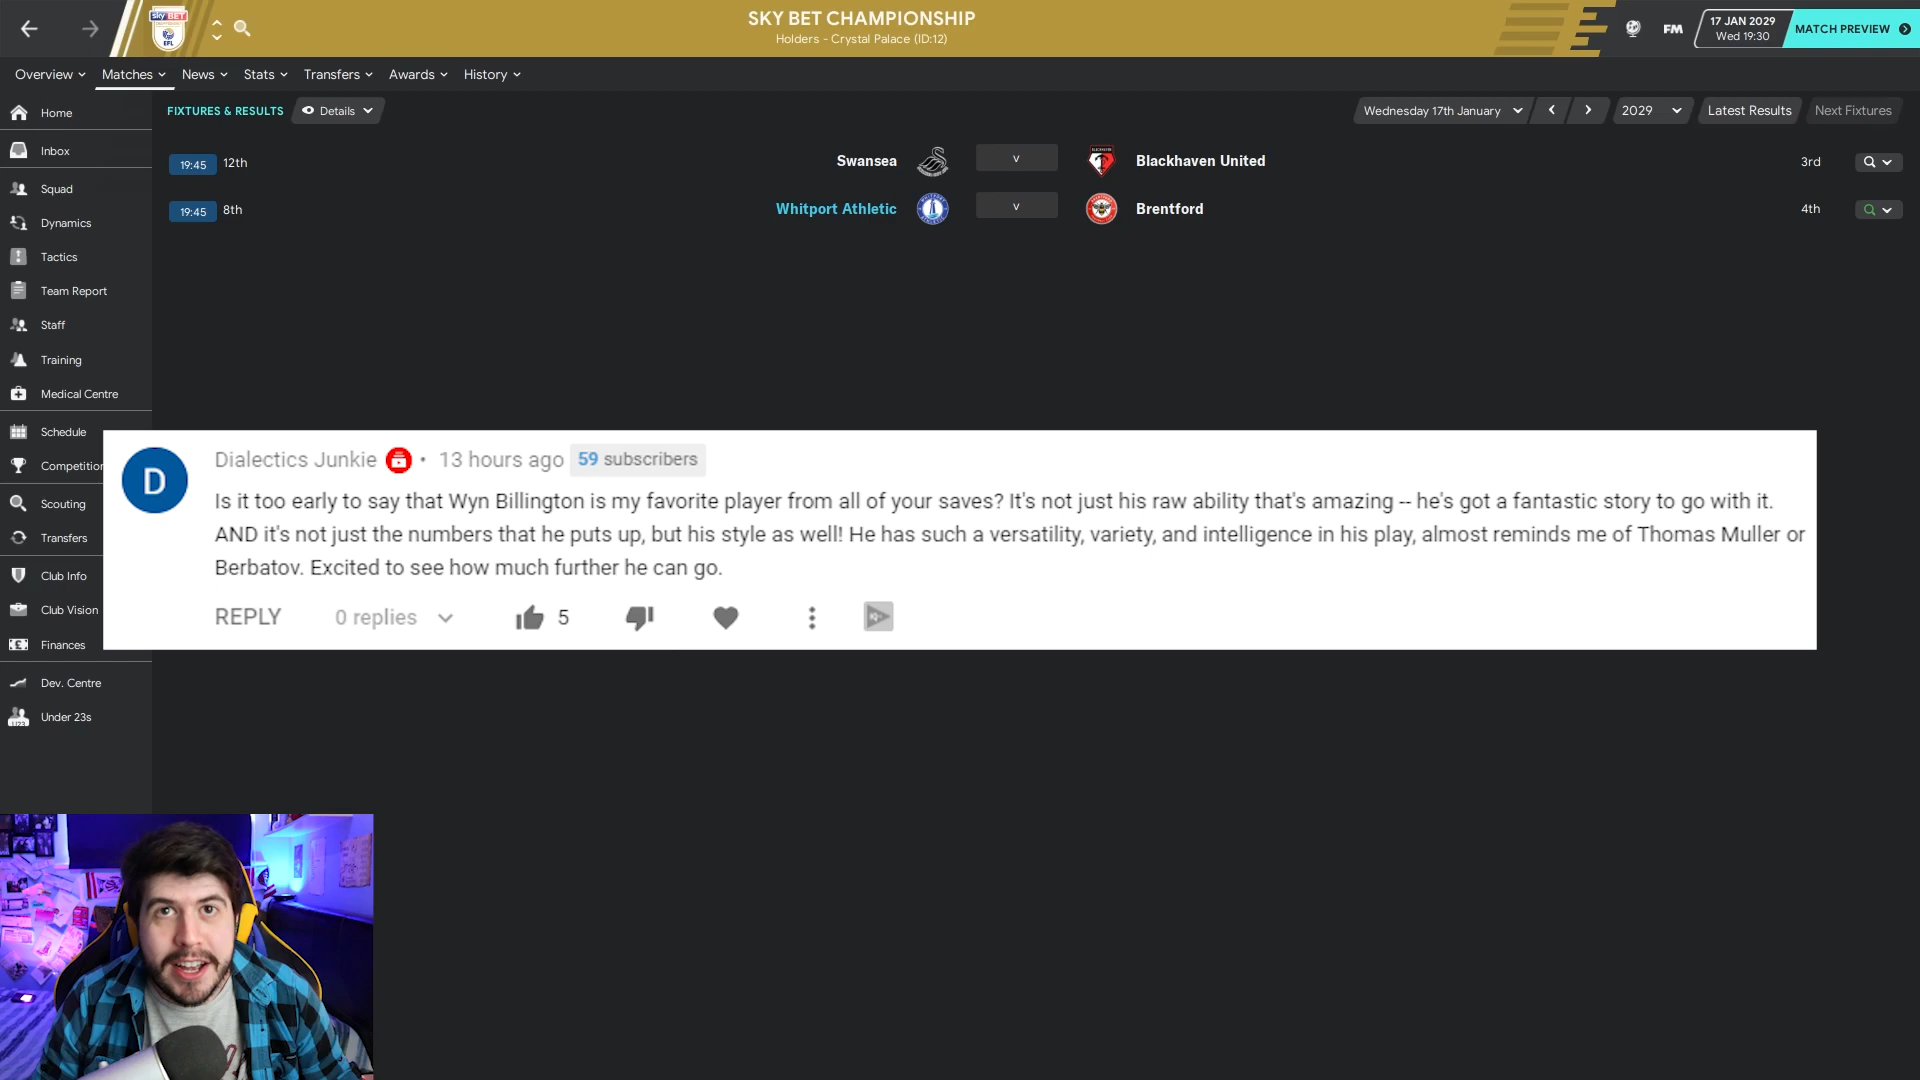 SKY BET CHAMPIONSHIP
Holders - Crystal Palace (ID:12)
sky BET
EFL
FM
17 JAN 2029
Wed 19:30
MATCH PREVIEW
Overview
Matches
News
Stats
Transfers
Awards
History
Home
Inbox
Squad
Dynamics
Tactics
Team Report
Staff
Training
Medical Centre
Schedule
Competition
Scouting
Transfers
Club Info
Club Vision
Finances
Dev. Centre
U23
Under 23s
FIXTURES & RESULTS
Details
Wednesday 17th January
2029
Latest Results
Next Fixtures
19:45 12th Swansea v Blackhaven United 3rd
19:45 8th Whitport Athletic v Brentford 4th
D
Dialectics Junkie • 13 hours ago 59 subscribers
Is it too early to say that Wyn Billington is my favorite player from all of your saves? It's not just his raw ability that's amazing -- he's got a fantastic story to go with it.
AND it's not just the numbers that he puts up, but his style as well! He has such a versatility, variety, and intelligence in his play, almost reminds me of Thomas Muller or
Berbatov. Excited to see how much further he can go.
REPLY 0 replies 5